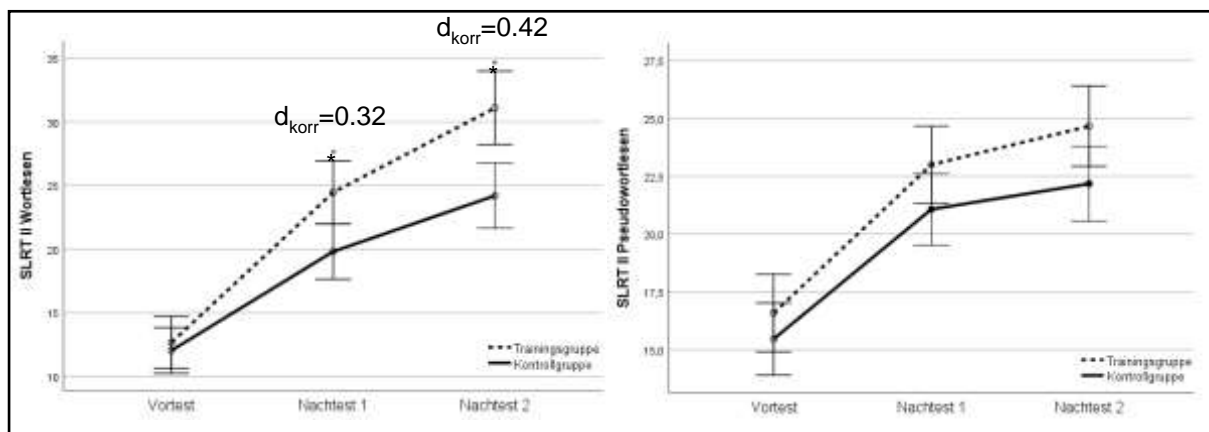 d_korr=0.42
d_korr=0.32
*
*
SLRT II Wortlesen
35
30
25
20
15
10
Vortest
Nachtest 1
Nachtest 2
Trainingsgruppe
Kontrollgruppe
SLRT II Pseudowortlesen
27,5
25,0
22,5
20,0
17,5
15,0
Vortest
Nachtest 1
Nachtest 2
Trainingsgruppe
Kontrollgruppe